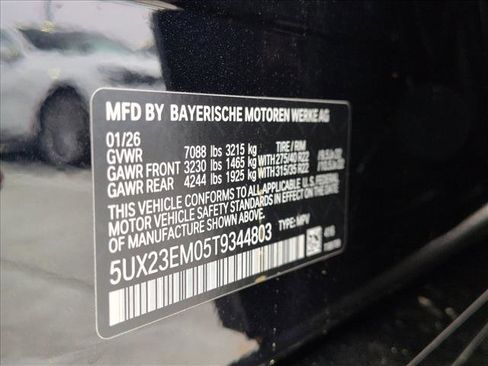 MFD BY BAYERISCHE MOTOREN WERKE AG
01/26
GVWR 7088 lbs 3215 kg TIRE / RIM
GAWR FRONT 3230 lbs 1465 kg WITH 275/40 R22
GAWR REAR 4244 lbs 1925 kg WITH 315/35 R22
THIS VEHICLE CONFORMS TO ALL APPLICABLE U.S. FEDERAL
MOTOR VEHICLE SAFETY STANDARDS IN EFFECT ON THE DATE
OF MANUFACTURE.
5UX23EM05T9344803 TYPE: MPV